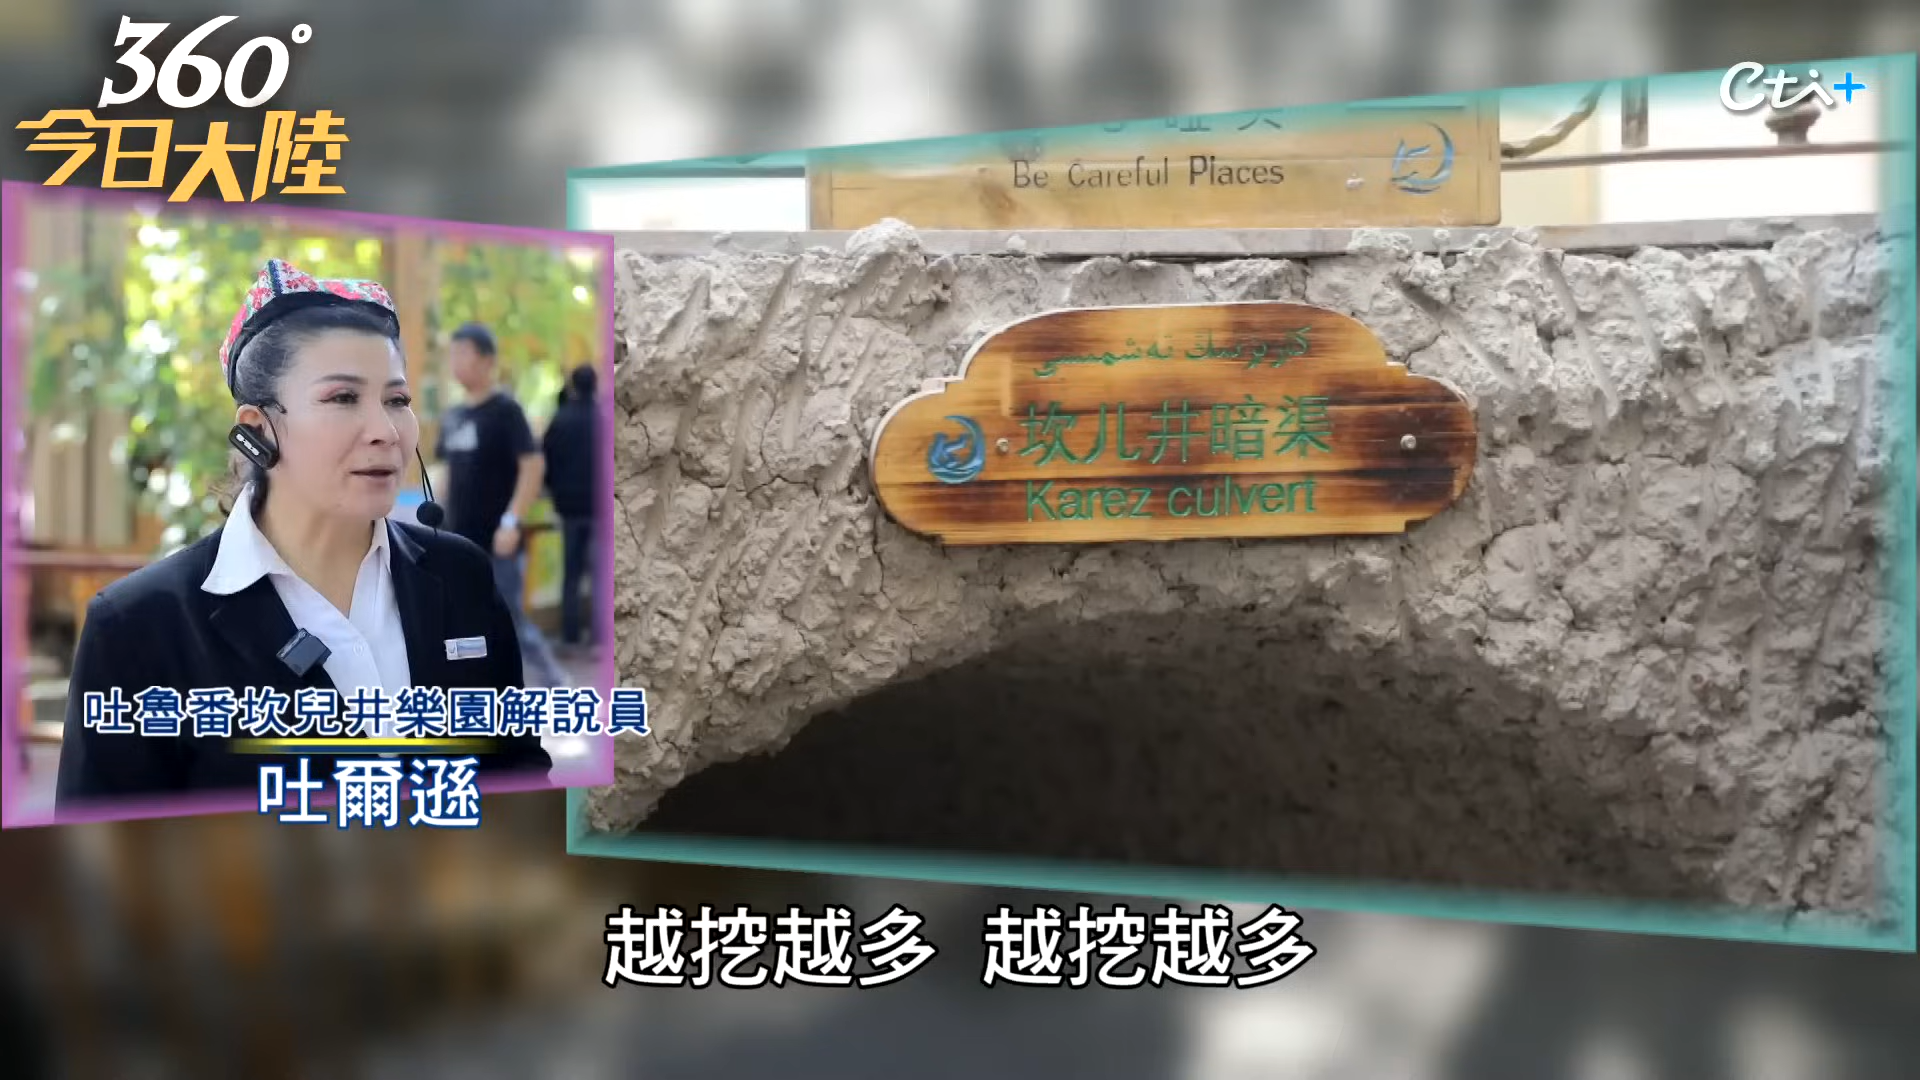 360°
今日大陸
Cti+
Be Careful Places
كارىزنىڭ تەشمىسى
坎儿井暗渠
Karez culvert
吐魯番坎兒井樂園解說員
吐爾遜
越挖越多 越挖越多